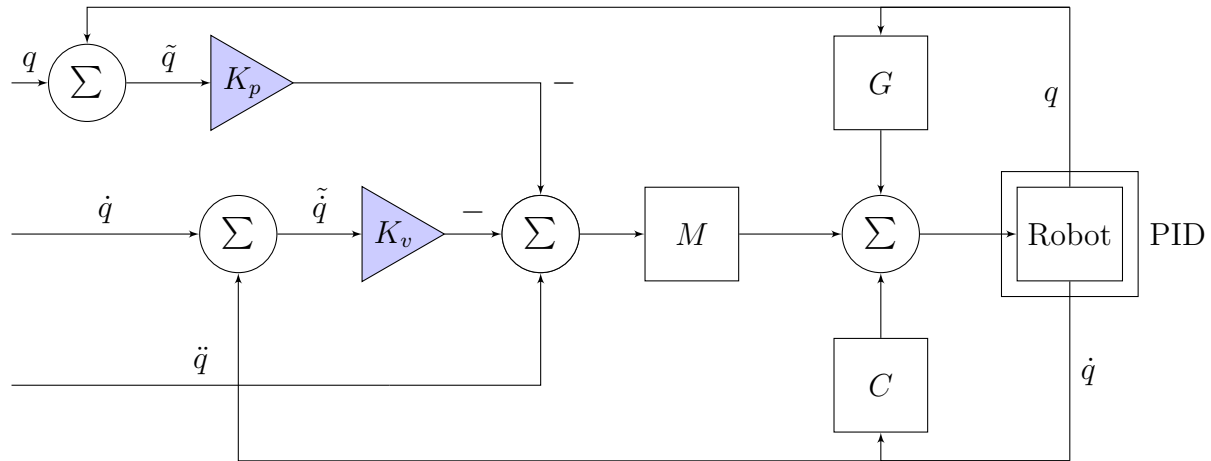 q
∑
q̃
K_p
−
G
q
q̇
∑
q̃̇
K_v
−
∑
M
∑
Robot
PID
q̈
C
q̇